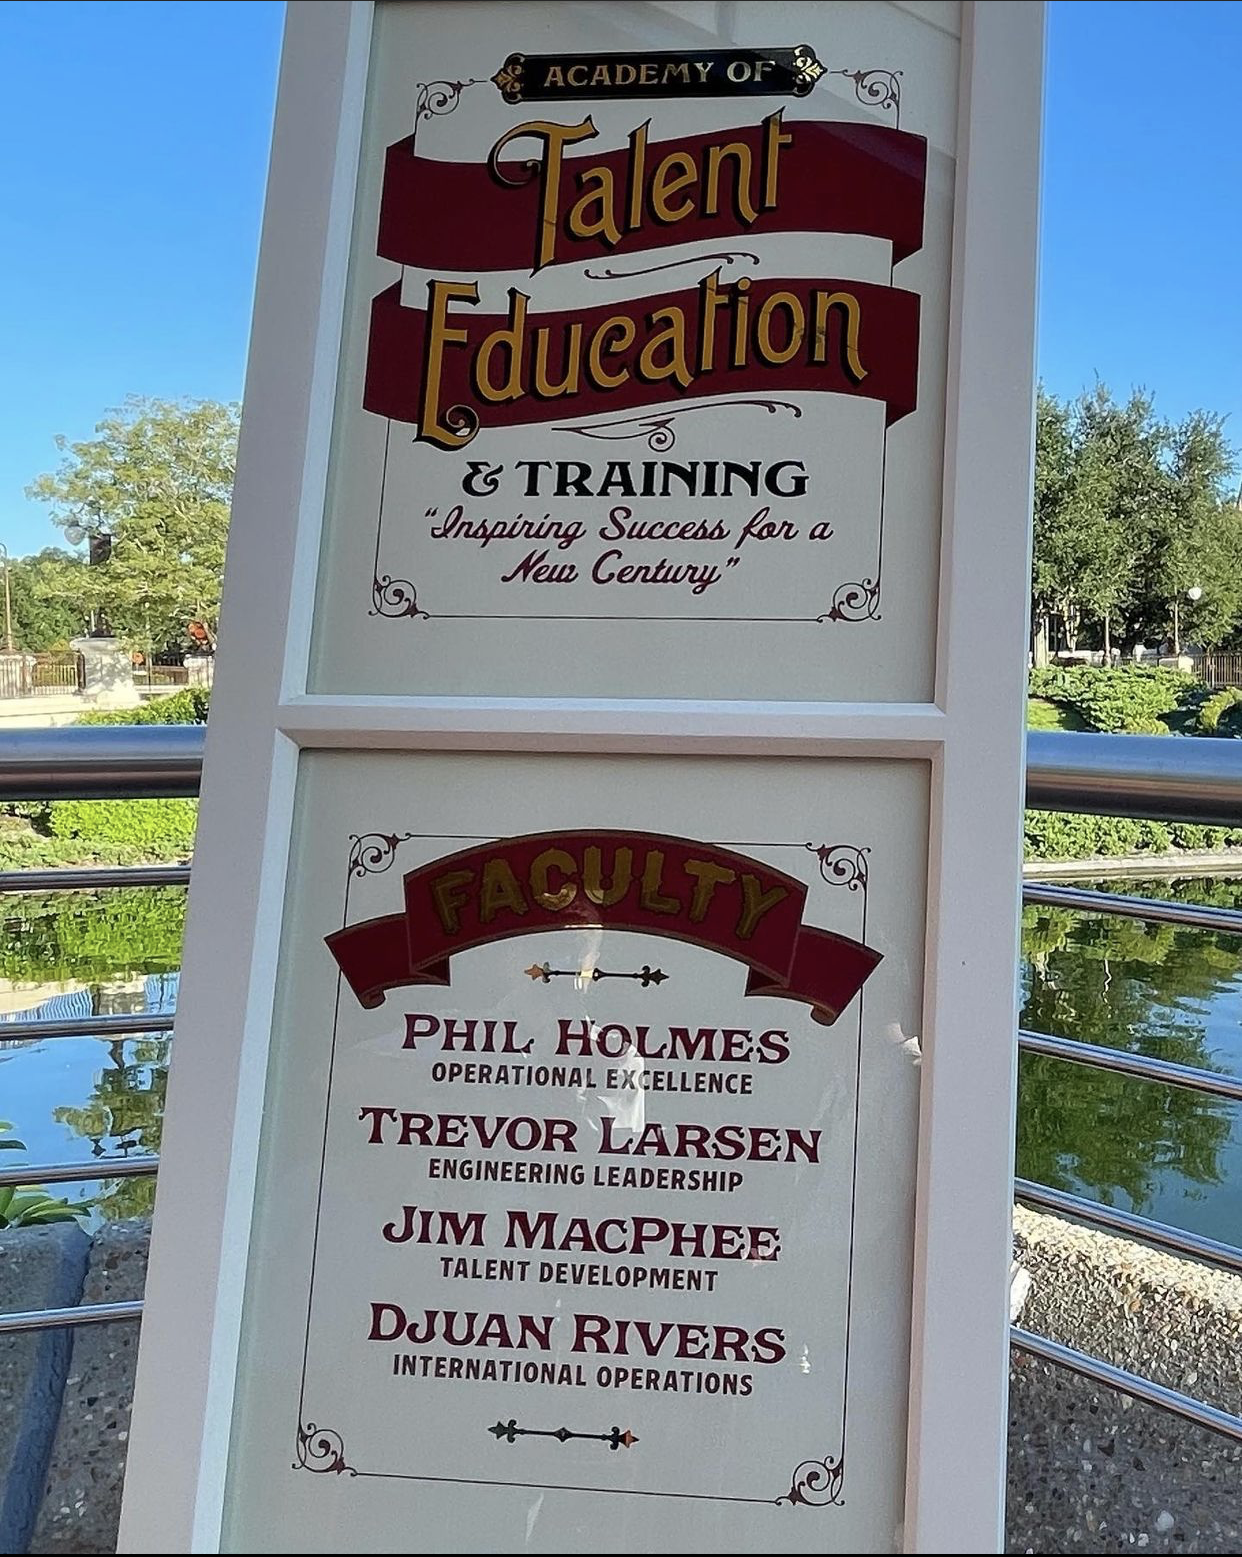 ACADEMY OF
Talent
Education
& TRAINING
“Inspiring Success for a
New Century”
FACULTY
PHIL HOLMES
OPERATIONAL EXCELLENCE
TREVOR LARSEN
ENGINEERING LEADERSHIP
JIM MACPHEE
TALENT DEVELOPMENT
DJUAN RIVERS
INTERNATIONAL OPERATIONS